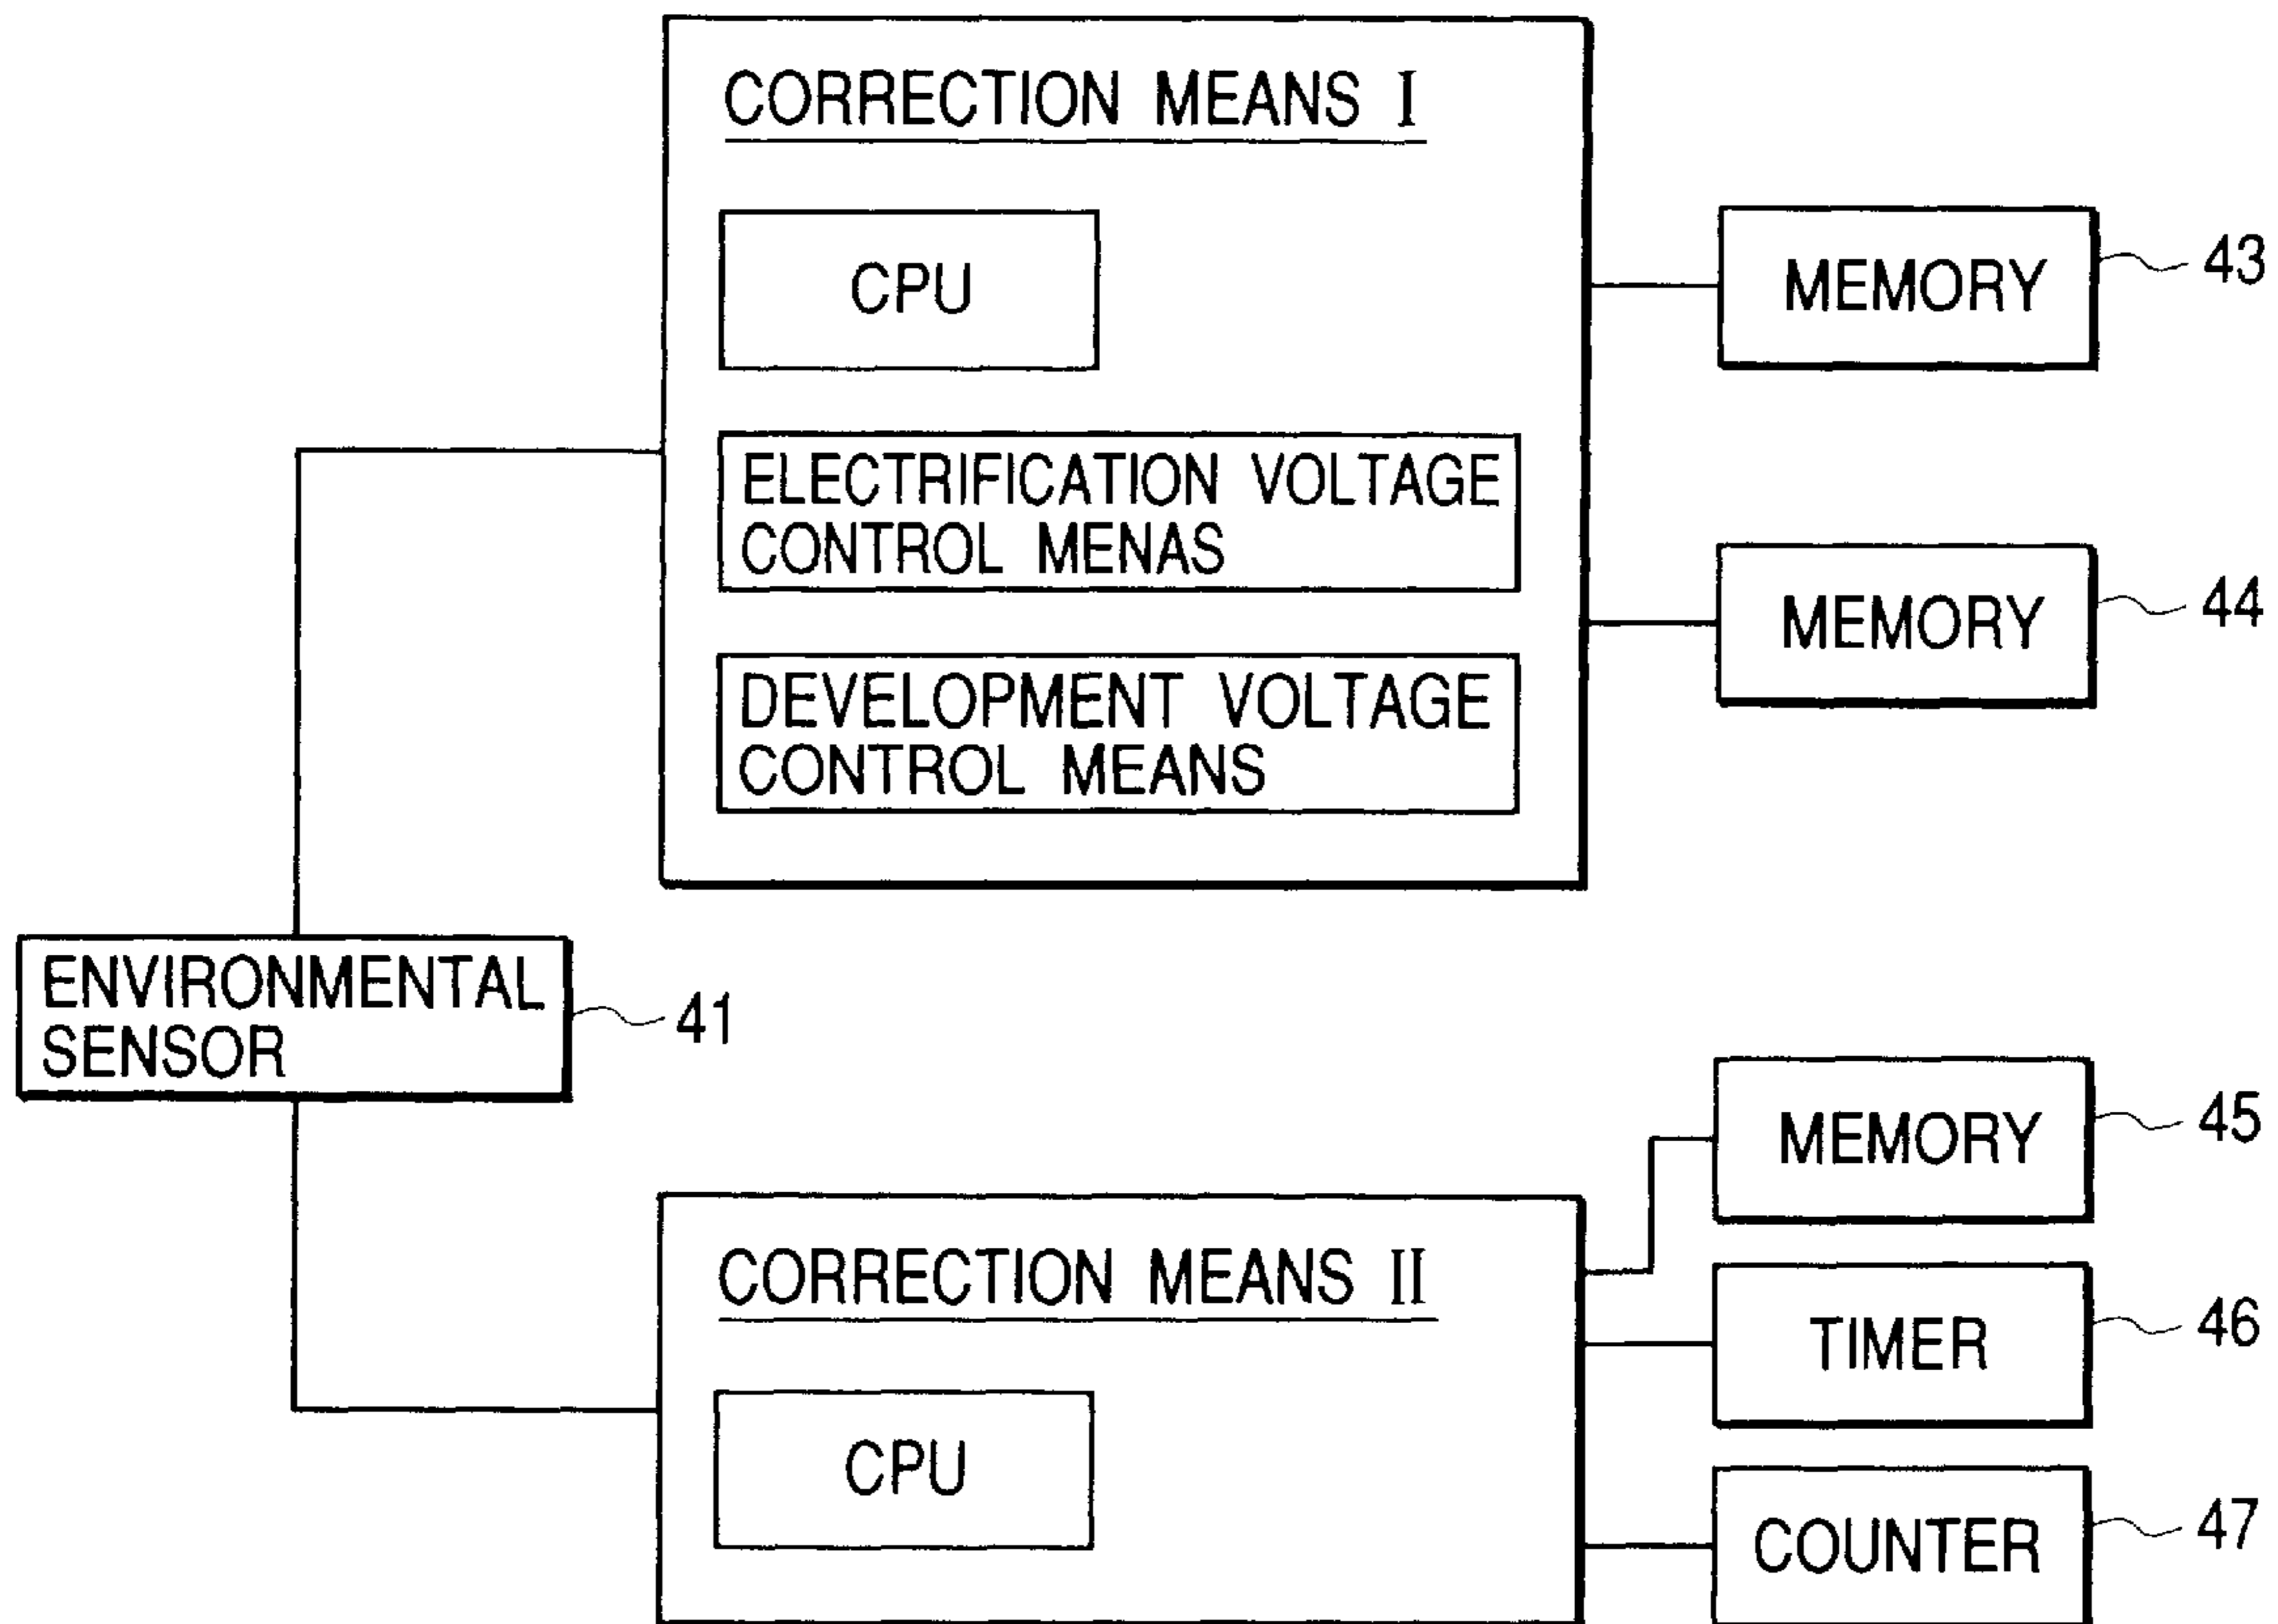 CORRECTION MEANS I
CPU
ELECTRIFICATION VOLTAGE
CONTROL MENAS
DEVELOPMENT VOLTAGE
CONTROL MEANS
MEMORY
43
MEMORY
44
ENVIRONMENTAL
SENSOR
41
CORRECTION MEANS II
CPU
MEMORY
45
TIMER
46
COUNTER
47